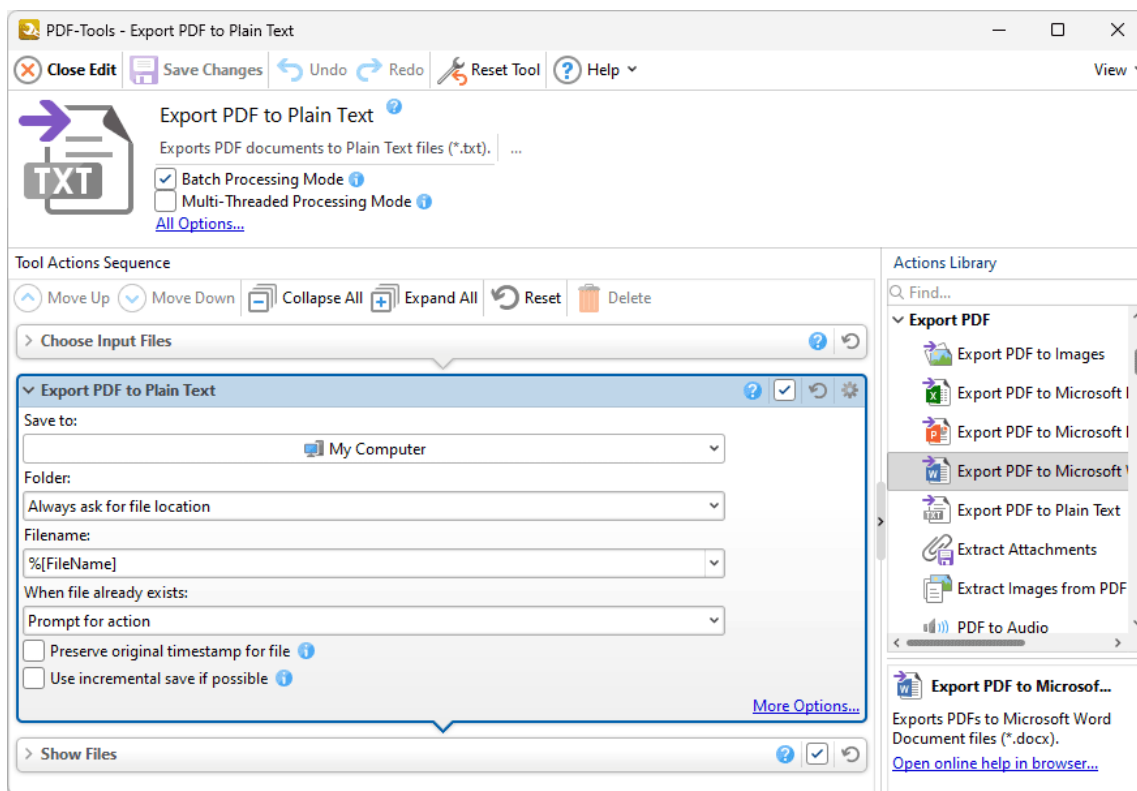 PDF-Tools - Export PDF to Plain Text
Close Edit Save Changes Undo Redo Reset Tool ? Help View
Export PDF to Plain Text ?
Exports PDF documents to Plain Text files (*.txt). ...
TXT
Batch Processing Mode i
Multi-Threaded Processing Mode i
All Options...
Tool Actions Sequence
Move Up Move Down Collapse All Expand All Reset Delete
Choose Input Files ?
Export PDF to Plain Text ?
Save to:
My Computer
Folder:
Always ask for file location
Filename:
%[FileName]
When file already exists:
Prompt for action
Preserve original timestamp for file i
Use incremental save if possible i
More Options...
Show Files ?
Actions Library
Find...
Export PDF
Export PDF to Images
Export PDF to Microsoft
Export PDF to Microsoft
Export PDF to Microsoft
TXT Export PDF to Plain Text
Extract Attachments
Extract Images from PDF
PDF to Audio
Export PDF to Microsof...
Exports PDFs to Microsoft Word
Document files (*.docx).
Open online help in browser...